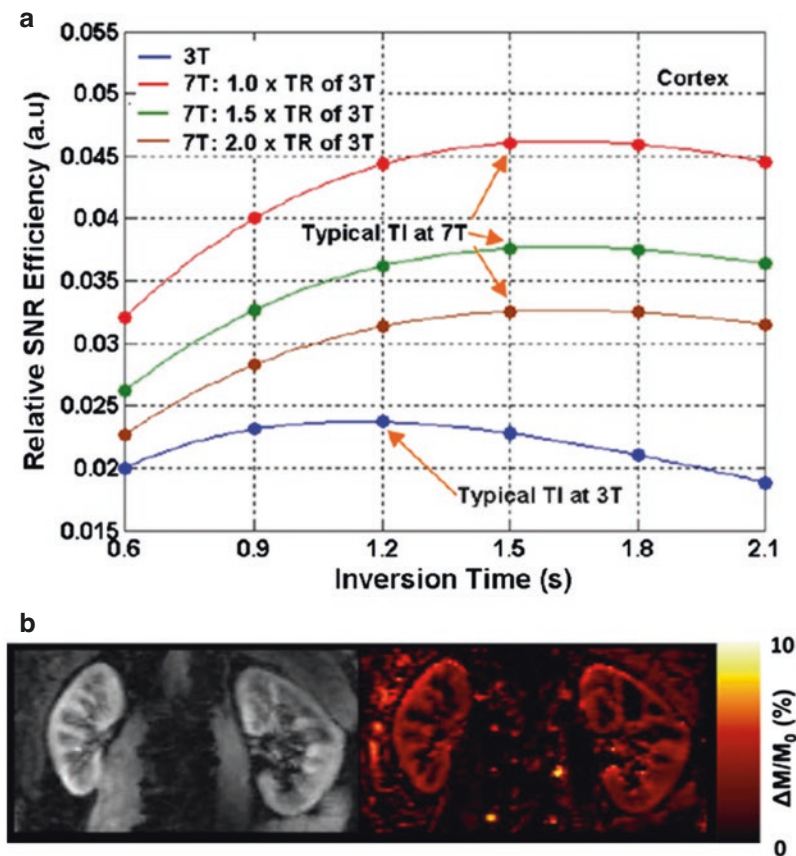 a
0.055
0.05
0.045
0.04
0.035
0.03
0.025
0.02
0.015
Relative SNR Efficiency (a.u)
3T
7T: 1.0 x TR of 3T
7T: 1.5 x TR of 3T
7T: 2.0 x TR of 3T
Cortex
Typical TI at 7T
Typical TI at 3T
0.6 0.9 1.2 1.5 1.8 2.1
Inversion Time (s)
b
10
ΔM/M0 (%)
0